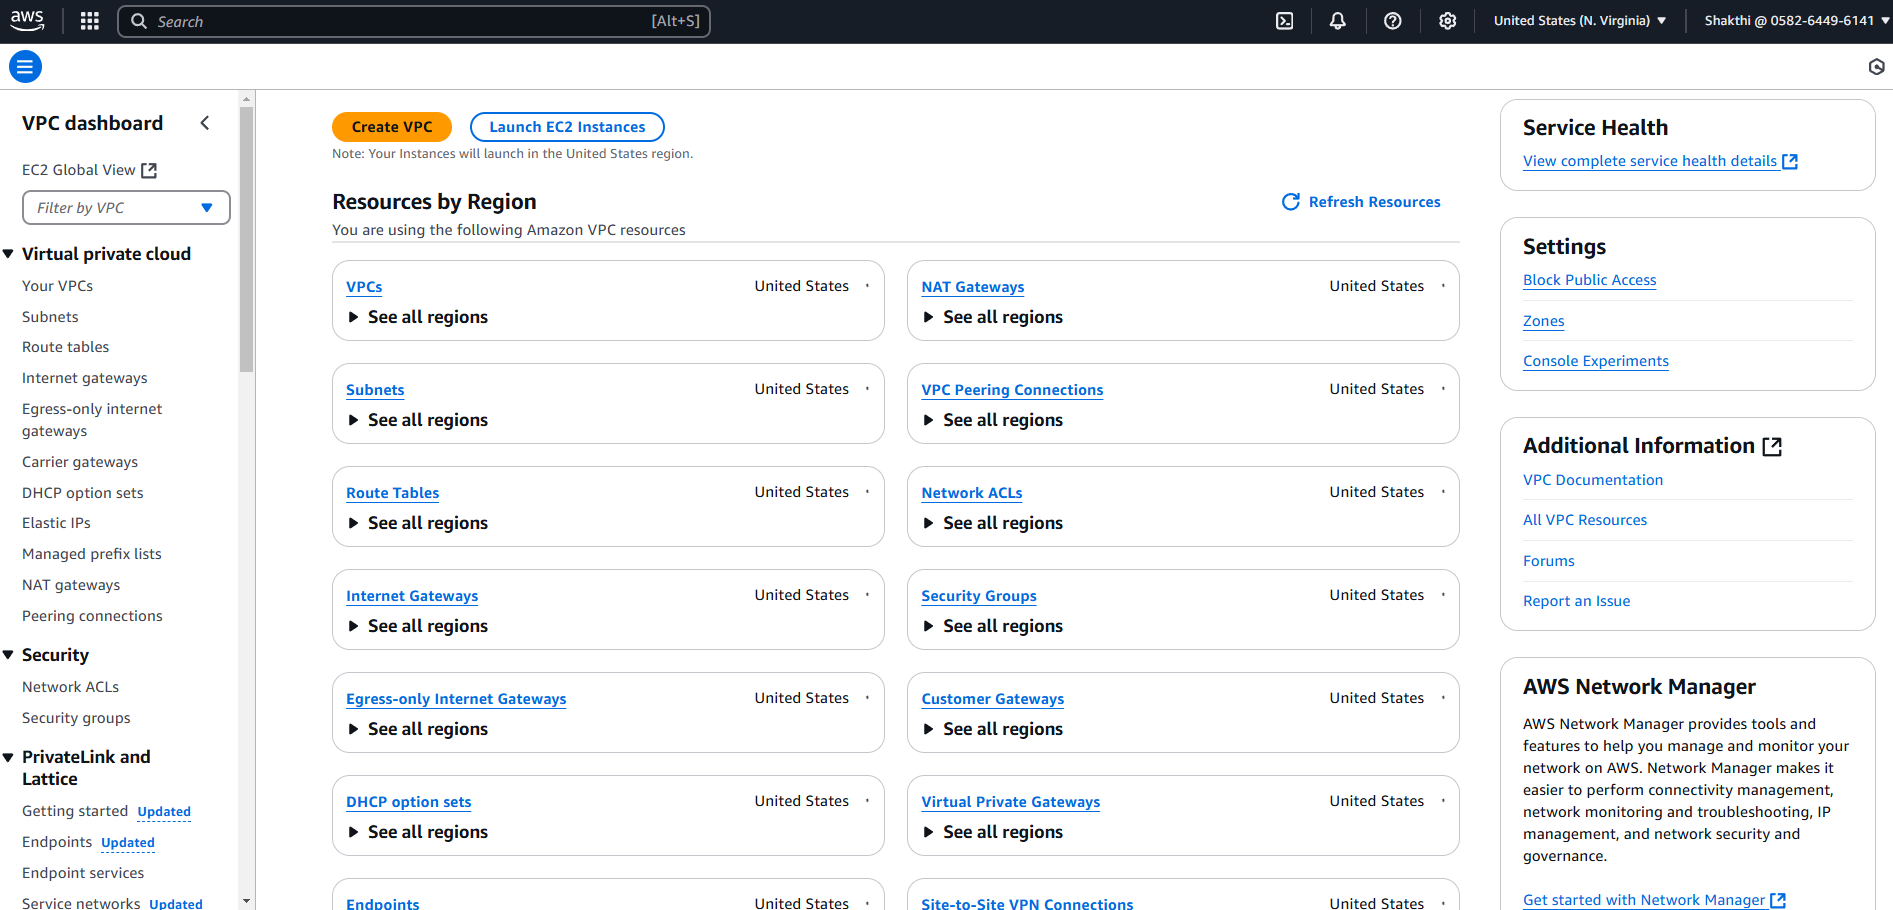 aws
Search
[Alt+S]
United States (N. Virginia)
Shakthi @ 0582-6449-6141
VPC dashboard
EC2 Global View
Filter by VPC
Virtual private cloud
Your VPCs
Subnets
Route tables
Internet gateways
Egress-only internet
gateways
Carrier gateways
DHCP option sets
Elastic IPs
Managed prefix lists
NAT gateways
Peering connections
Security
Network ACLs
Security groups
PrivateLink and
Lattice
Getting started Updated
Endpoints Updated
Endpoint services
Service networks Updated
Create VPC
Launch EC2 Instances
Note: Your Instances will launch in the United States region.
Resources by Region
Refresh Resources
You are using the following Amazon VPC resources
VPCs United States
See all regions
NAT Gateways United States
See all regions
Subnets United States
See all regions
VPC Peering Connections United States
See all regions
Route Tables United States
See all regions
Network ACLs United States
See all regions
Internet Gateways United States
See all regions
Security Groups United States
See all regions
Egress-only Internet Gateways United States
See all regions
Customer Gateways United States
See all regions
DHCP option sets United States
See all regions
Virtual Private Gateways United States
See all regions
Endpoints United States
Site-to-Site VPN Connections United States
Service Health
View complete service health details
Settings
Block Public Access
Zones
Console Experiments
Additional Information
VPC Documentation
All VPC Resources
Forums
Report an Issue
AWS Network Manager
AWS Network Manager provides tools and
features to help you manage and monitor your
network on AWS. Network Manager makes it
easier to perform connectivity management,
network monitoring and troubleshooting, IP
management, and network security and
governance.
Get started with Network Manager